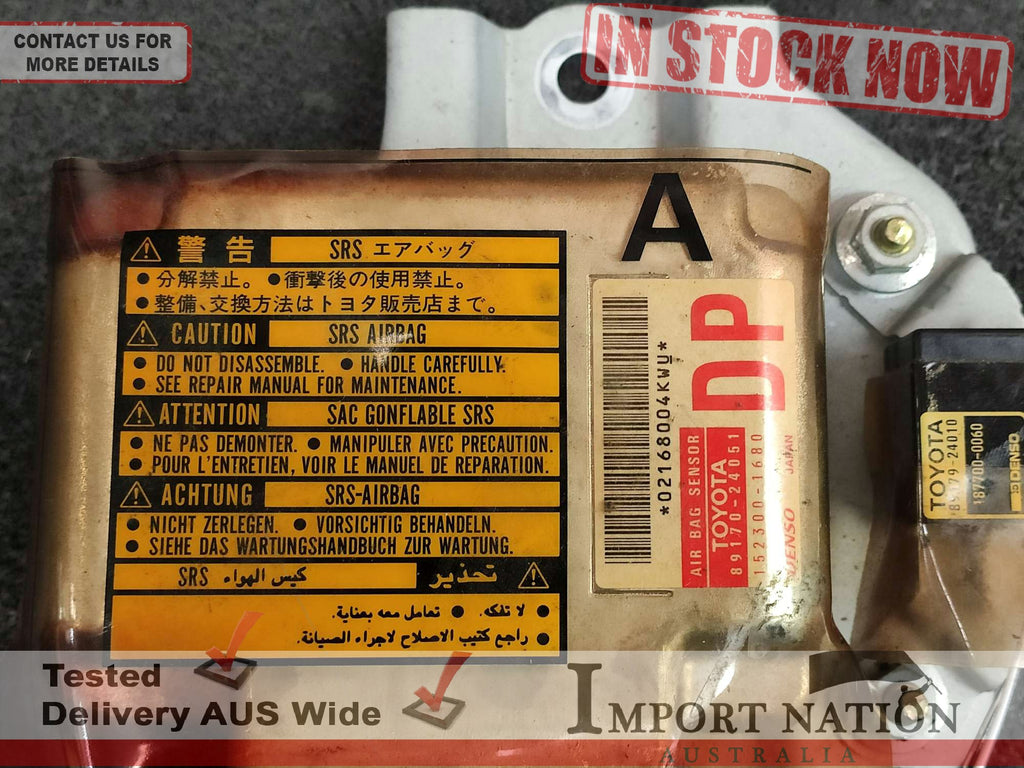 CONTACT US FOR
MORE DETAILS
IN STOCK NOW
警告 SRS エアバッグ
● 分解禁止。 ● 衝撃後の使用禁止。
● 整備、交換方法はトヨタ販売店まで。
CAUTION SRS AIRBAG
● DO NOT DISASSEMBLE. ● HANDLE CAREFULLY.
● SEE REPAIR MANUAL FOR MAINTENANCE.
ATTENTION SAC GONFLABLE SRS
● NE PAS DEMONTER. ● MANIPULER AVEC PRECAUTION.
● POUR L'ENTRETIEN, VOIR LE MANUEL DE REPARATION.
ACHTUNG SRS-AIRBAG
● NICHT ZERLEGEN. ● VORSICHTIG BEHANDELN.
● SIEHE DAS WARTUNGSHANDBUCH ZUR WARTUNG.
تحذير كيس الهواء SRS
● لا تفكه. ● تعامل معه بعناية.
● راجع كتيب الاصلاح لاجراء الصيانة.
A
*02168004KWU*
DP
AIR BAG SENSOR
TOYOTA
89170-24051
152300-1680
DENSO JAPAN
TOYOTA
89179-24010
187700-0060
DENSO
Tested
Delivery AUS Wide
IMPORT NATION
AUSTRALIA